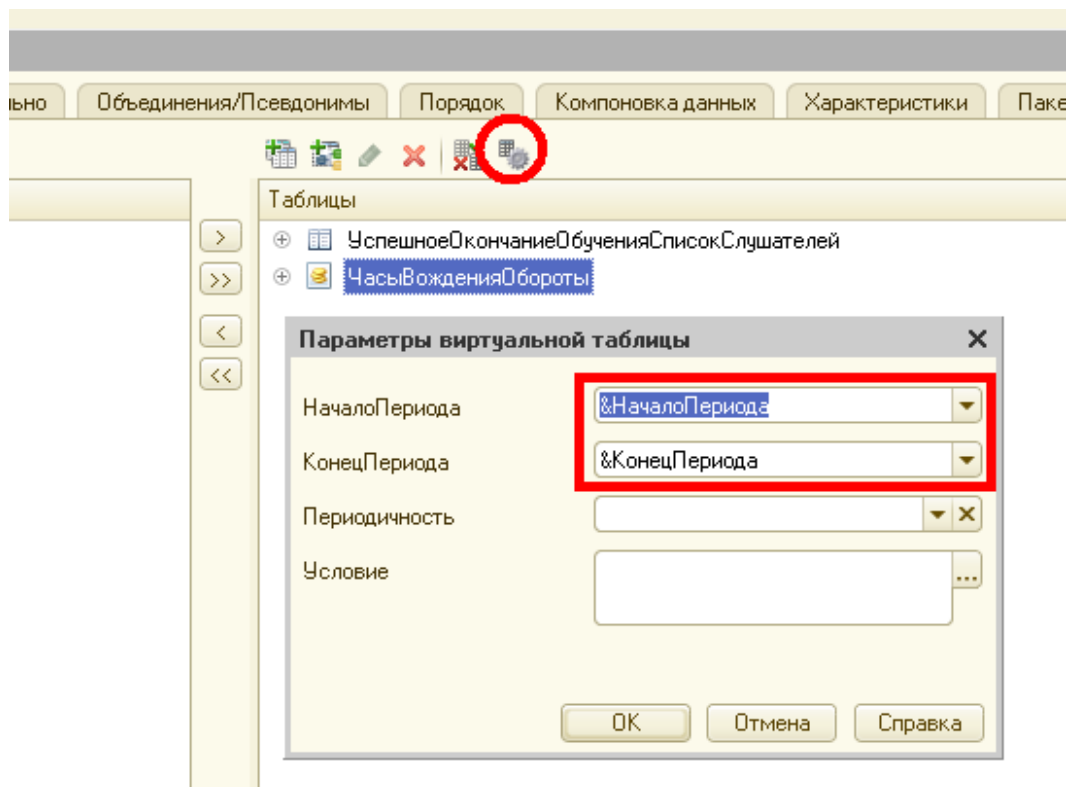 льно Объединения/Псевдонимы Порядок Компоновка данных Характеристики Паке
Таблицы
> УспешноеОкончаниеОбученияСписокСлушателей
>> ЧасыВожденияОбороты
<
<<
Параметры виртуальной таблицы
НачалоПериода &НачалоПериода
КонецПериода &КонецПериода
Периодичность
Условие ...
ОК Отмена Справка